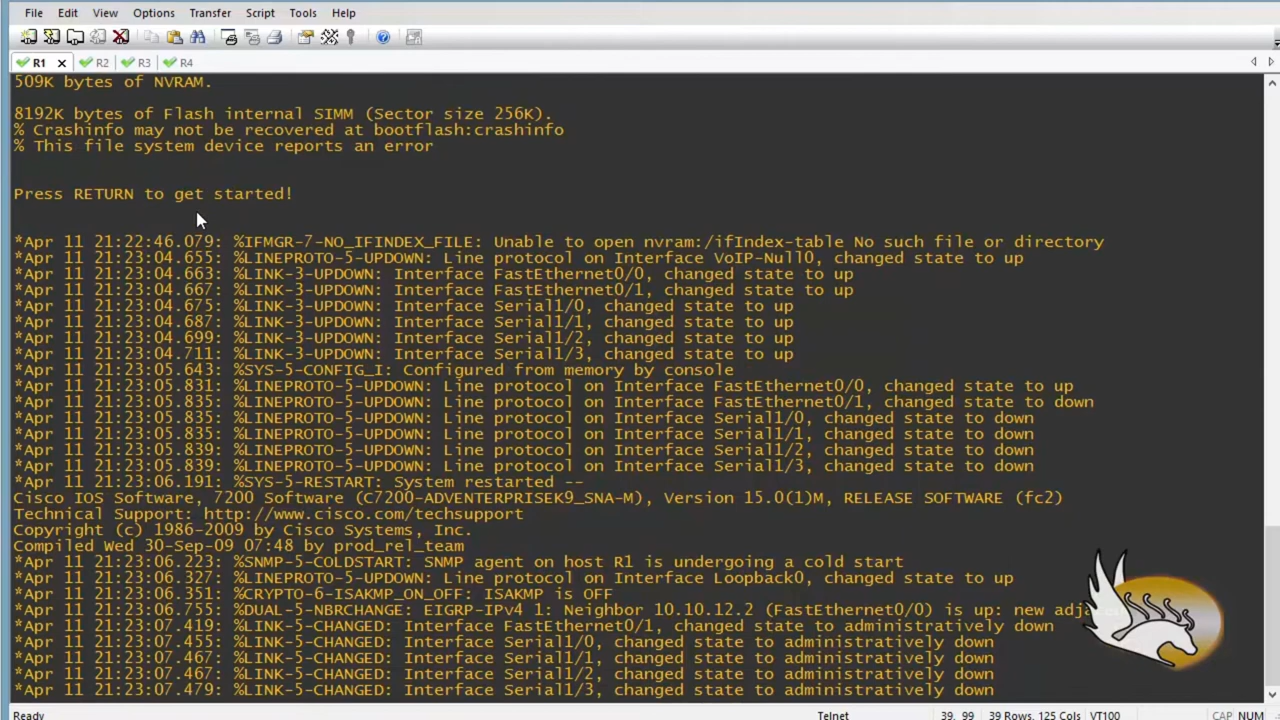 File Edit View Options Transfer Script Tools Help
R1 R2 R3 R4
509K bytes of NVRAM.
8192K bytes of Flash internal SIMM (Sector size 256K).
% Crashinfo may not be recovered at bootflash:crashinfo
% This file system device reports an error
Press RETURN to get started!
*Apr 11 21:22:46.079: %IFMGR-7-NO_IFINDEX_FILE: Unable to open nvram:/ifIndex-table No such file or directory
*Apr 11 21:23:04.655: %LINEPROTO-5-UPDOWN: Line protocol on Interface VoIP-Null0, changed state to up
*Apr 11 21:23:04.663: %LINK-3-UPDOWN: Interface FastEthernet0/0, changed state to up
*Apr 11 21:23:04.667: %LINK-3-UPDOWN: Interface FastEthernet0/1, changed state to up
*Apr 11 21:23:04.675: %LINK-3-UPDOWN: Interface Serial1/0, changed state to up
*Apr 11 21:23:04.687: %LINK-3-UPDOWN: Interface Serial1/1, changed state to up
*Apr 11 21:23:04.699: %LINK-3-UPDOWN: Interface Serial1/2, changed state to up
*Apr 11 21:23:04.711: %LINK-3-UPDOWN: Interface Serial1/3, changed state to up
*Apr 11 21:23:05.643: %SYS-5-CONFIG_I: Configured from memory by console
*Apr 11 21:23:05.831: %LINEPROTO-5-UPDOWN: Line protocol on Interface FastEthernet0/0, changed state to up
*Apr 11 21:23:05.835: %LINEPROTO-5-UPDOWN: Line protocol on Interface FastEthernet0/1, changed state to down
*Apr 11 21:23:05.835: %LINEPROTO-5-UPDOWN: Line protocol on Interface Serial1/0, changed state to down
*Apr 11 21:23:05.835: %LINEPROTO-5-UPDOWN: Line protocol on Interface Serial1/1, changed state to down
*Apr 11 21:23:05.839: %LINEPROTO-5-UPDOWN: Line protocol on Interface Serial1/2, changed state to down
*Apr 11 21:23:05.839: %LINEPROTO-5-UPDOWN: Line protocol on Interface Serial1/3, changed state to down
*Apr 11 21:23:06.191: %SYS-5-RESTART: System restarted --
Cisco IOS Software, 7200 Software (C7200-ADVENTERPRISEK9_SNA-M), Version 15.0(1)M, RELEASE SOFTWARE (fc2)
Technical Support: http://www.cisco.com/techsupport
Copyright (c) 1986-2009 by Cisco Systems, Inc.
Compiled Wed 30-Sep-09 07:48 by prod_rel_team
*Apr 11 21:23:06.223: %SNMP-5-COLDSTART: SNMP agent on host R1 is undergoing a cold start
*Apr 11 21:23:06.327: %LINEPROTO-5-UPDOWN: Line protocol on Interface Loopback0, changed state to up
*Apr 11 21:23:06.351: %CRYPTO-6-ISAKMP_ON_OFF: ISAKMP is OFF
*Apr 11 21:23:06.755: %DUAL-5-NBRCHANGE: EIGRP-IPv4 1: Neighbor 10.10.12.2 (FastEthernet0/0) is up: new
*Apr 11 21:23:07.419: %LINK-5-CHANGED: Interface FastEthernet0/1, changed state to administratively down
*Apr 11 21:23:07.455: %LINK-5-CHANGED: Interface Serial1/0, changed state to administratively down
*Apr 11 21:23:07.467: %LINK-5-CHANGED: Interface Serial1/1, changed state to administratively down
*Apr 11 21:23:07.467: %LINK-5-CHANGED: Interface Serial1/2, changed state to administratively down
*Apr 11 21:23:07.479: %LINK-5-CHANGED: Interface Serial1/3, changed state to administratively down
Ready Telnet 39, 99 39 Rows, 125 Cols VT100 CAP NUM